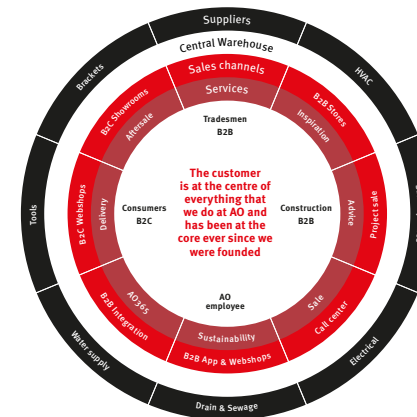 Suppliers
Central Warehouse
Sales channels
Services
Brackets
HVAC
B2C Showrooms
B2B Stores
Aftersale
Inspiration
Tradesmen
B2B
The customer
is at the centre of
everything that
we do at AO and
has been at the
core ever since we
were founded
Tools
B2C Webshops
Delivery
Consumers
B2C
Construction
B2B
Advice
Project sale
AO
employee
AO365
Sale
B2B Integration
Call center
Sustainability
B2B App & Webshops
Water supply
Electrical
Drain & Sewage